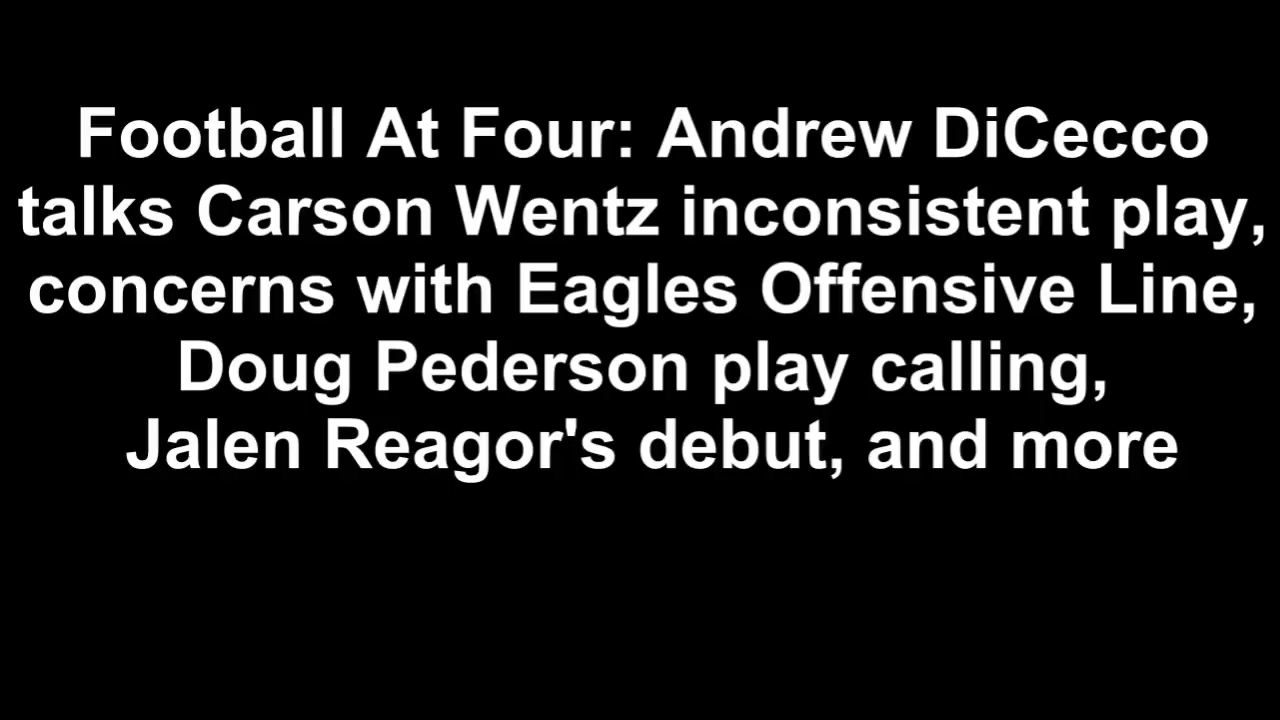 Football At Four: Andrew DiCecco
talks Carson Wentz inconsistent play,
concerns with Eagles Offensive Line,
Doug Pederson play calling,
Jalen Reagor's debut, and more